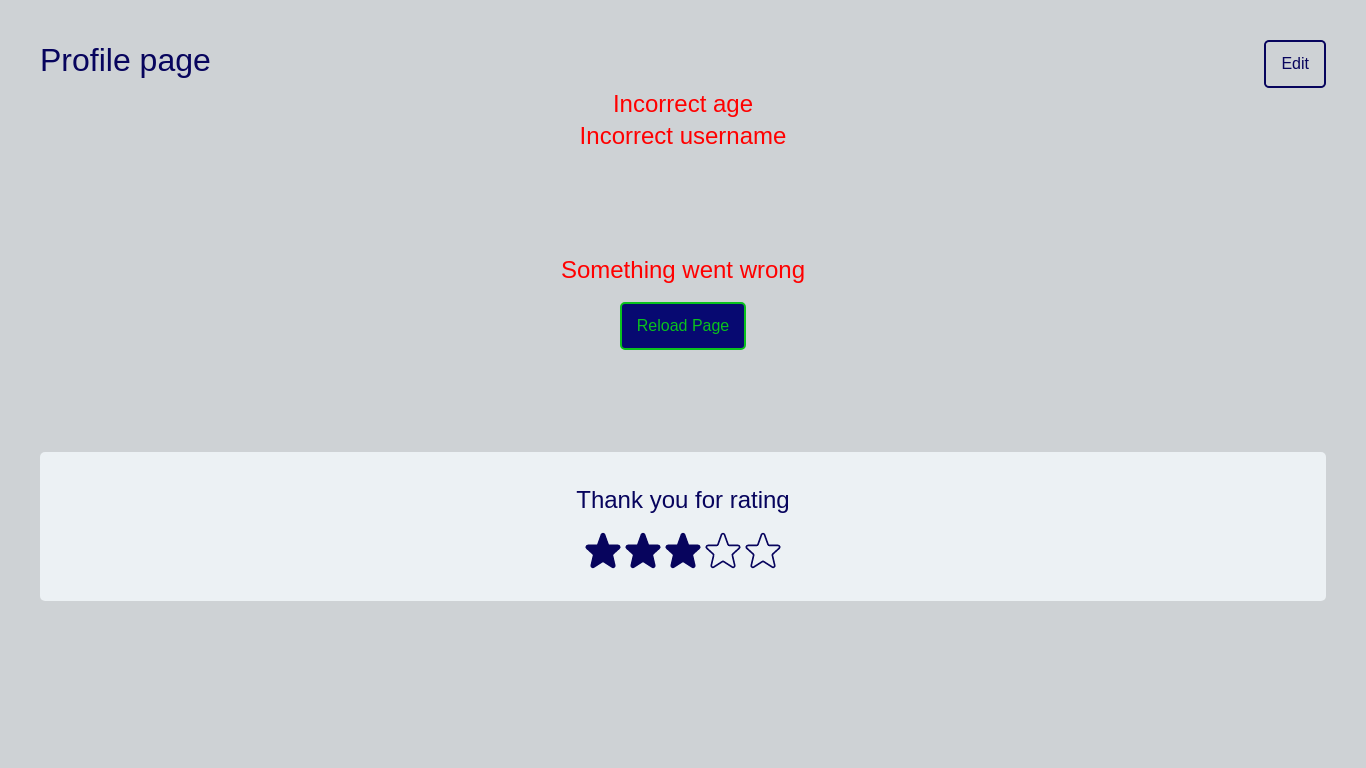 Profile page
Edit
Incorrect age
Incorrect username
Something went wrong
Reload Page
Thank you for rating